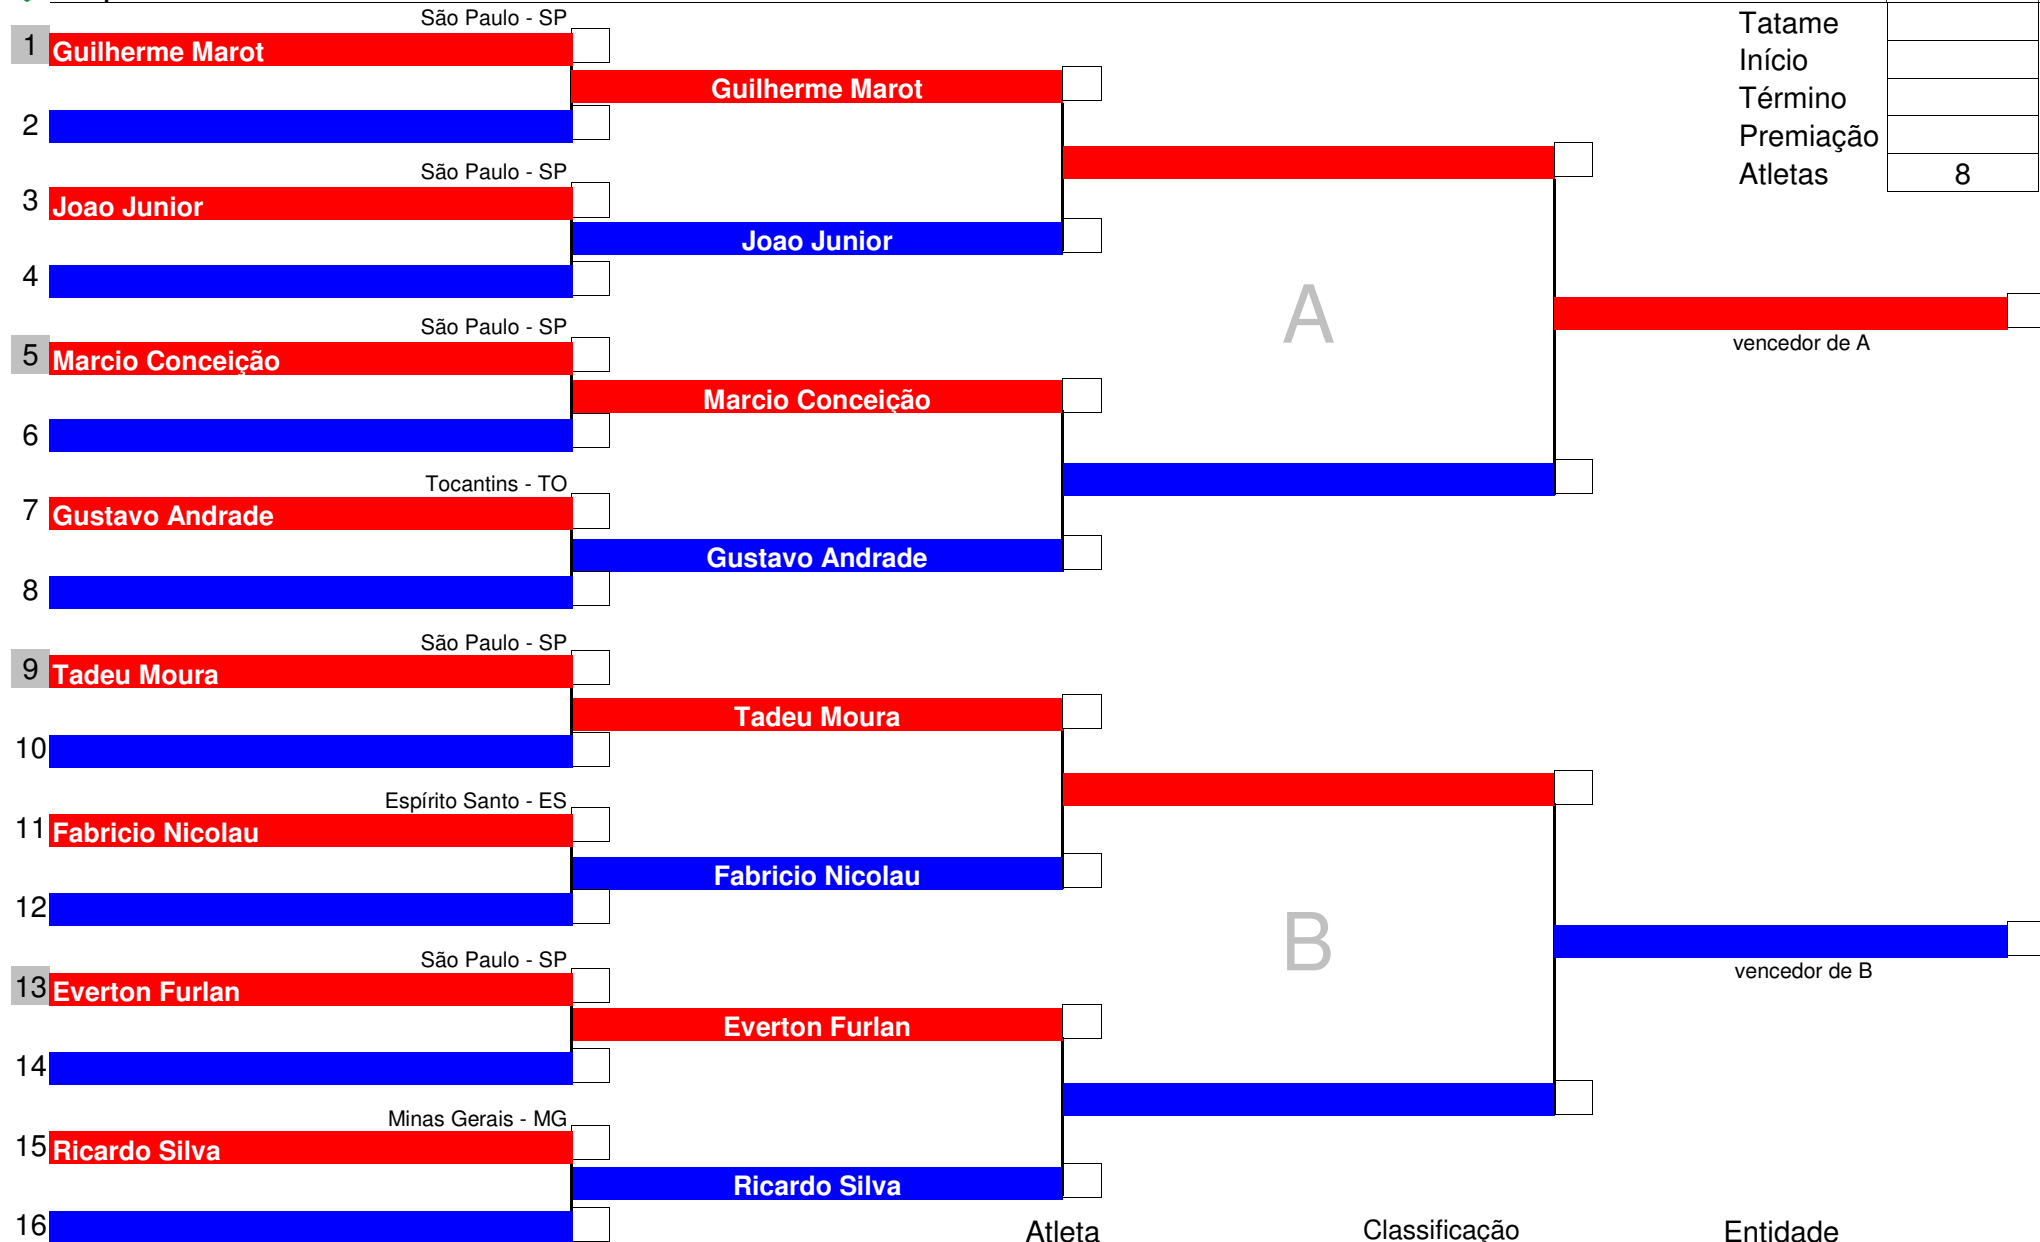 São Paulo - SP
Tatame
1 Guilherme Marot
Início
Guilherme Marot
Término
2
Premiação
São Paulo - SP
Atletas 8
3 Joao Junior
Joao Junior
4
A
São Paulo - SP
vencedor de A
5 Marcio Conceição
Marcio Conceição
6
Tocantins - TO
7 Gustavo Andrade
Gustavo Andrade
8
São Paulo - SP
9 Tadeu Moura
Tadeu Moura
10
Espírito Santo - ES
11 Fabricio Nicolau
Fabricio Nicolau
12
B
São Paulo - SP
vencedor de B
13 Everton Furlan
Everton Furlan
14
Minas Gerais - MG
15 Ricardo Silva
Ricardo Silva
16
Atleta Classificação Entidade